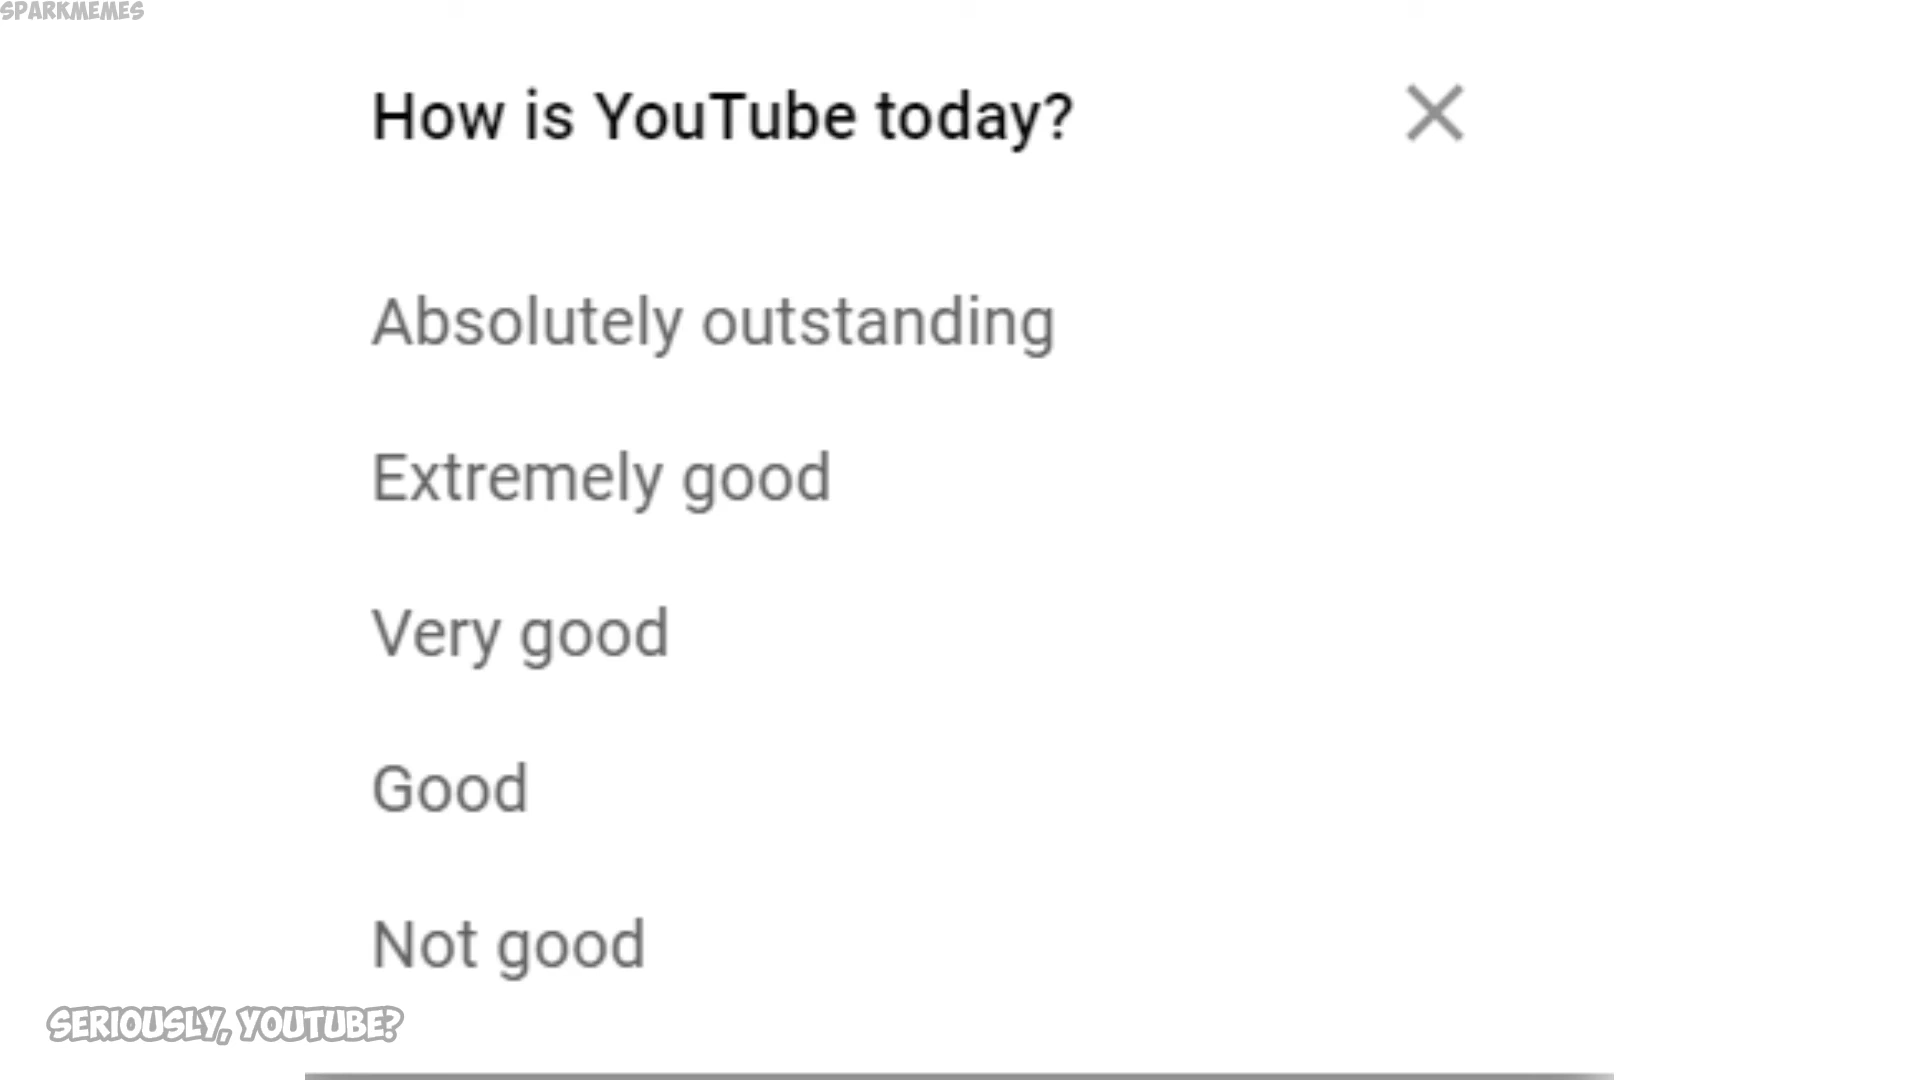 SPARKMEMES
How is YouTube today?
Absolutely outstanding
Extremely good
Very good
Good
Not good
SERIOUSLY, YOUTUBE?